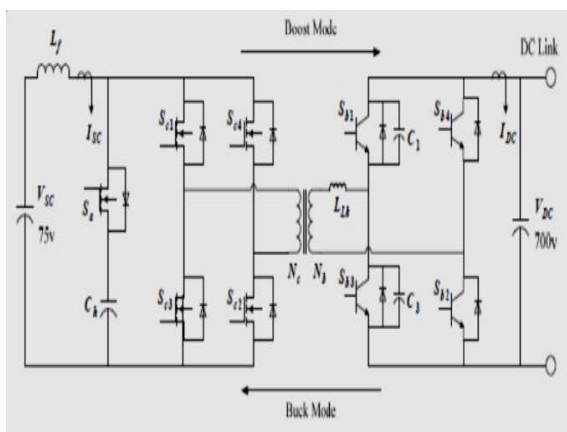 Boost Mode
DC Link
L_f
I_SC
S_c1
S_c4
S_b1
C_1
S_b4
I_DC
V_SC
75v
S_a
L_Lk
V_DC
700v
N_c
N_b
C_h
S_c3
S_c2
S_b3
C_3
S_b2
Buck Mode